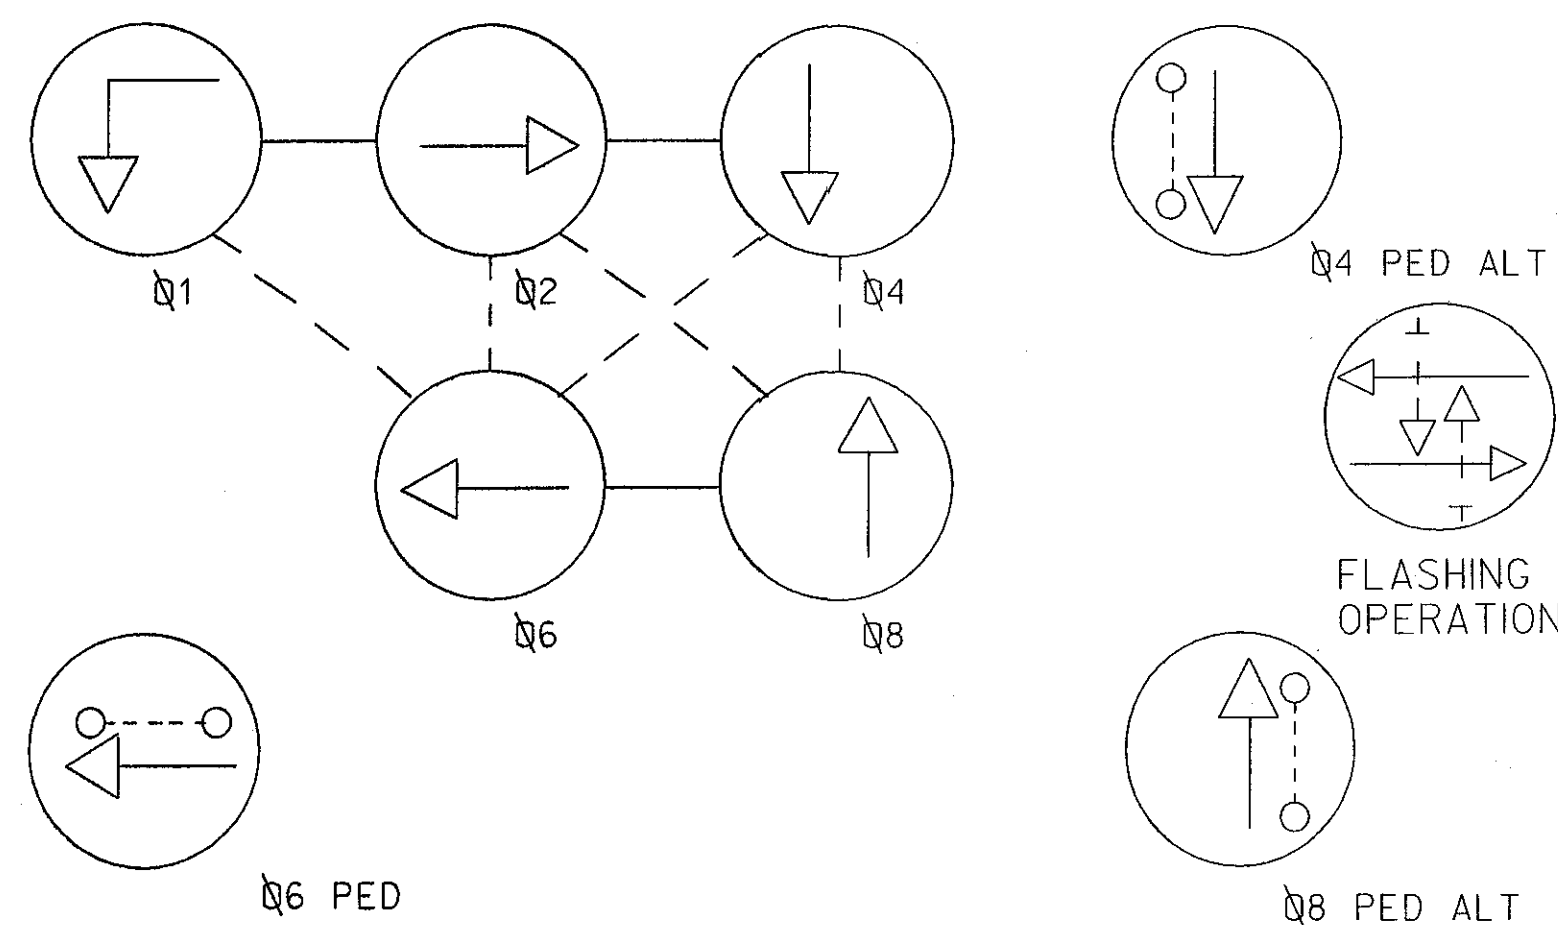 Ø1
Ø2
Ø4
Ø4 PED ALT
FLASHING
OPERATION
Ø6
Ø8
Ø6 PED
Ø8 PED ALT